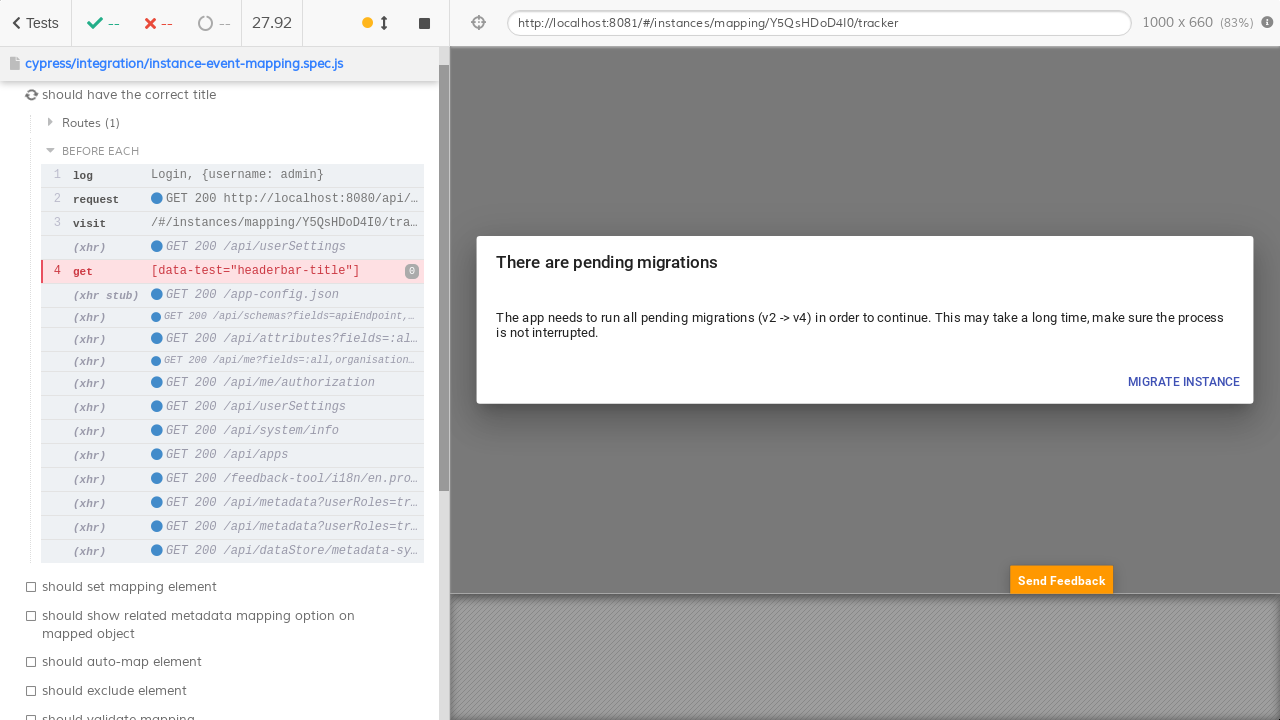 Tests
--
--
--
27.92
http://localhost:8081/#/instances/mapping/Y5QsHDoD4I0/tracker
1000 x 660 (83%)
cypress/integration/instance-event-mapping.spec.js
should have the correct title
Routes (1)
BEFORE EACH
1 log Login, {username: admin}
2 request GET 200 http://localhost:8080/api/…
3 visit /#/instances/mapping/Y5QsHDoD4I0/tra…
(xhr) GET 200 /api/userSettings
4 get [data-test="headerbar-title"] 0
(xhr stub) GET 200 /app-config.json
(xhr) GET 200 /api/schemas?fields=apiEndpoint,…
(xhr) GET 200 /api/attributes?fields=:al…
(xhr) GET 200 /api/me?fields=:all,organisation…
(xhr) GET 200 /api/me/authorization
(xhr) GET 200 /api/userSettings
(xhr) GET 200 /api/system/info
(xhr) GET 200 /api/apps
(xhr) GET 200 /feedback-tool/i18n/en.pro…
(xhr) GET 200 /api/metadata?userRoles=tr…
(xhr) GET 200 /api/metadata?userRoles=tr…
(xhr) GET 200 /api/dataStore/metadata-sy…
should set mapping element
should show related metadata mapping option on
mapped object
should auto-map element
should exclude element
should validate mapping
There are pending migrations
The app needs to run all pending migrations (v2 -> v4) in order to continue. This may take a long time, make sure the process
is not interrupted.
MIGRATE INSTANCE
Send Feedback